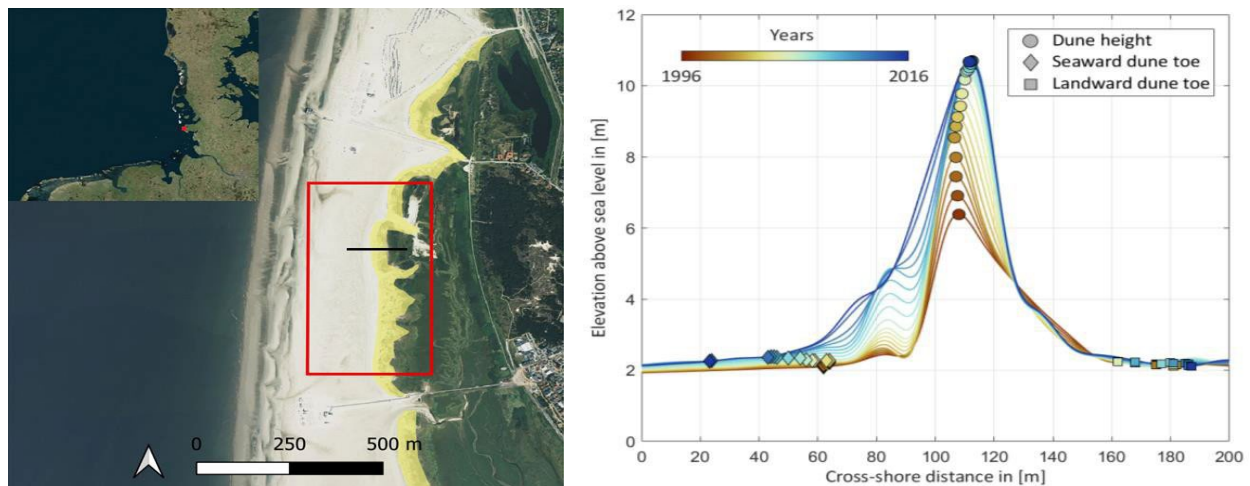 0 250 500 m
12
10
8
6
4
2
0
Elevation above sea level in [m]
Years
1996 2016
Dune height
Seaward dune toe
Landward dune toe
0 20 40 60 80 100 120 140 160 180 200
Cross-shore distance in [m]